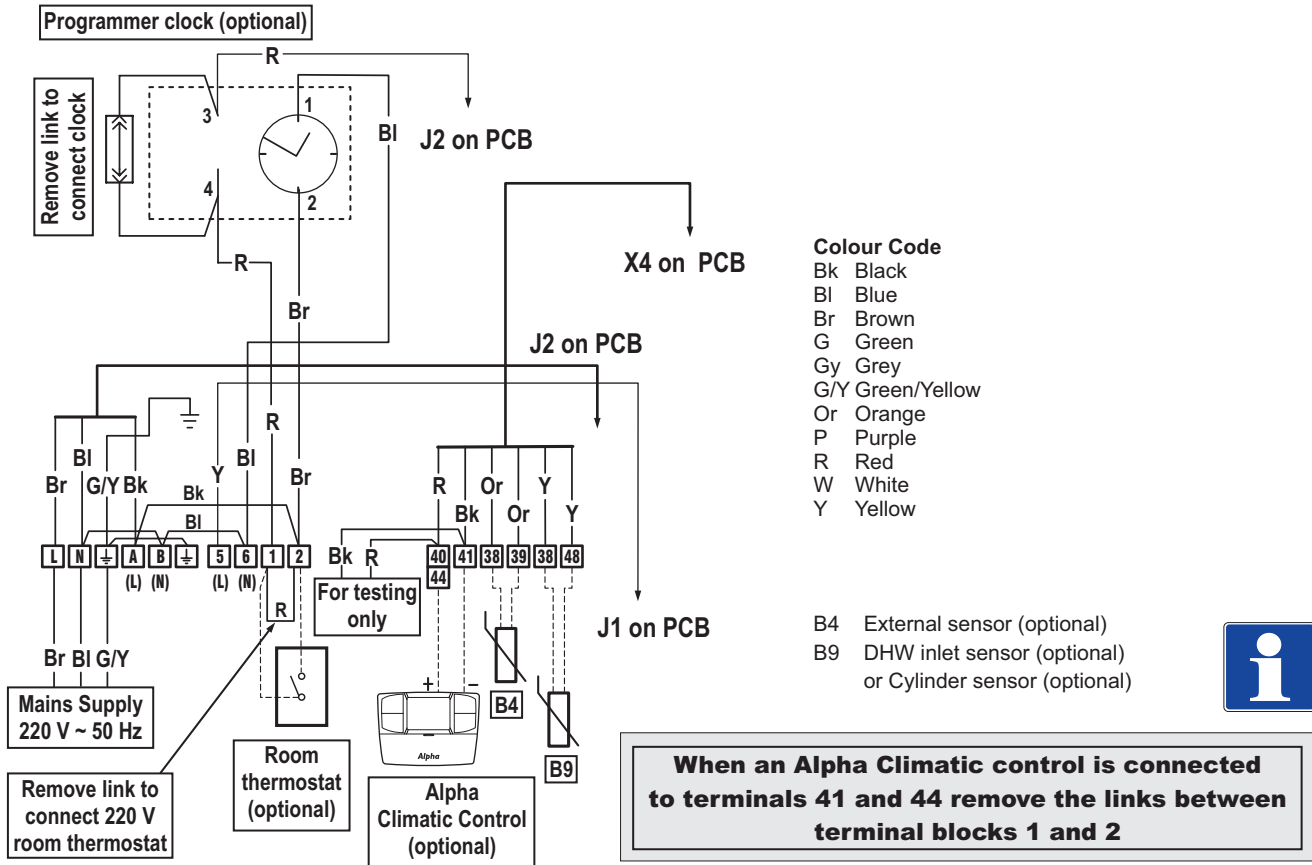 Programmer clock (optional)
R
Remove link to
connect clock
3
1
Bl
J2 on PCB
4
2
R
X4 on PCB
Br
J2 on PCB
Colour Code
Bk Black
Bl Blue
Br Brown
G Green
Gy Grey
G/Y Green/Yellow
Or Orange
P Purple
R Red
W White
Y Yellow
R
Bl
Y
Bl
Br
Br
G/Y
Bk
Bk
Bl
R
Or
Y
Bk
Or
Y
L
N
A
B
5
6
1
2
(L)
(N)
(L)
(N)
Bk
R
40
41
38
39
38
48
44
For testing
only
R
J1 on PCB
B4 External sensor (optional)
B9 DHW inlet sensor (optional)
or Cylinder sensor (optional)
i
Br
Bl
G/Y
Mains Supply
220 V ~ 50 Hz
+
–
B4
Alpha
B9
Remove link to
connect 220 V
room thermostat
Room
thermostat
(optional)
Alpha
Climatic Control
(optional)
When an Alpha Climatic control is connected
to terminals 41 and 44 remove the links between
terminal blocks 1 and 2